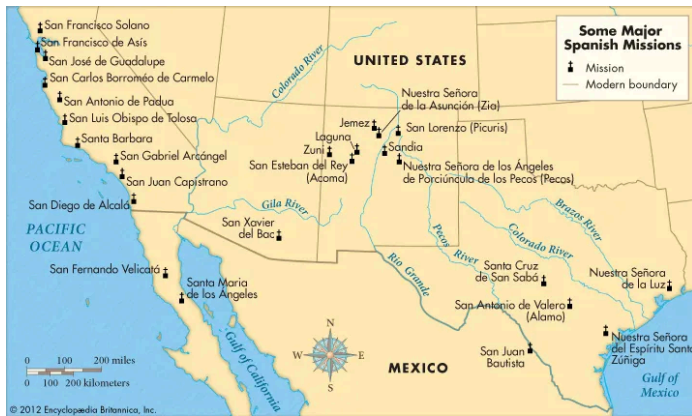 Some Major
Spanish Missions
Mission
Modern boundary
San Francisco Solano
San Francisco de Asís
San José de Guadalupe
San Carlos Borroméo de Carmelo
San Antonio de Padua
San Luis Obispo de Tolosa
Santa Barbara
San Gabriel Arcángel
San Juan Capistrano
San Diego de Alcalá
PACIFIC
OCEAN
Colorado River
UNITED STATES
Nuestra Señora
de la Asunción (Zia)
Jemez
San Lorenzo (Picuris)
Laguna
Zuni
Sandia
San Esteban del Rey
(Acoma)
Nuestra Señora de los Ángeles
de Porciúncula de los Pecos (Pecos)
Gila River
San Xavier
del Bac
Brazos River
Colorado River
Pecos
River
Rio Grande
San Fernando Velicatá
Santa Maria
de los Ángeles
Santa Cruz
de San Sabá
Nuestra Señora
de la Luz
San Antonio de Valero
(Alamo)
Nuestra Señora
del Espíritu Santo
Zúñiga
San Juan
Bautista
Gulf of California
MEXICO
Gulf of
Mexico
N
W
E
S
0 100 200 miles
0 100 200 kilometers
© 2012 Encyclopædia Britannica, Inc.